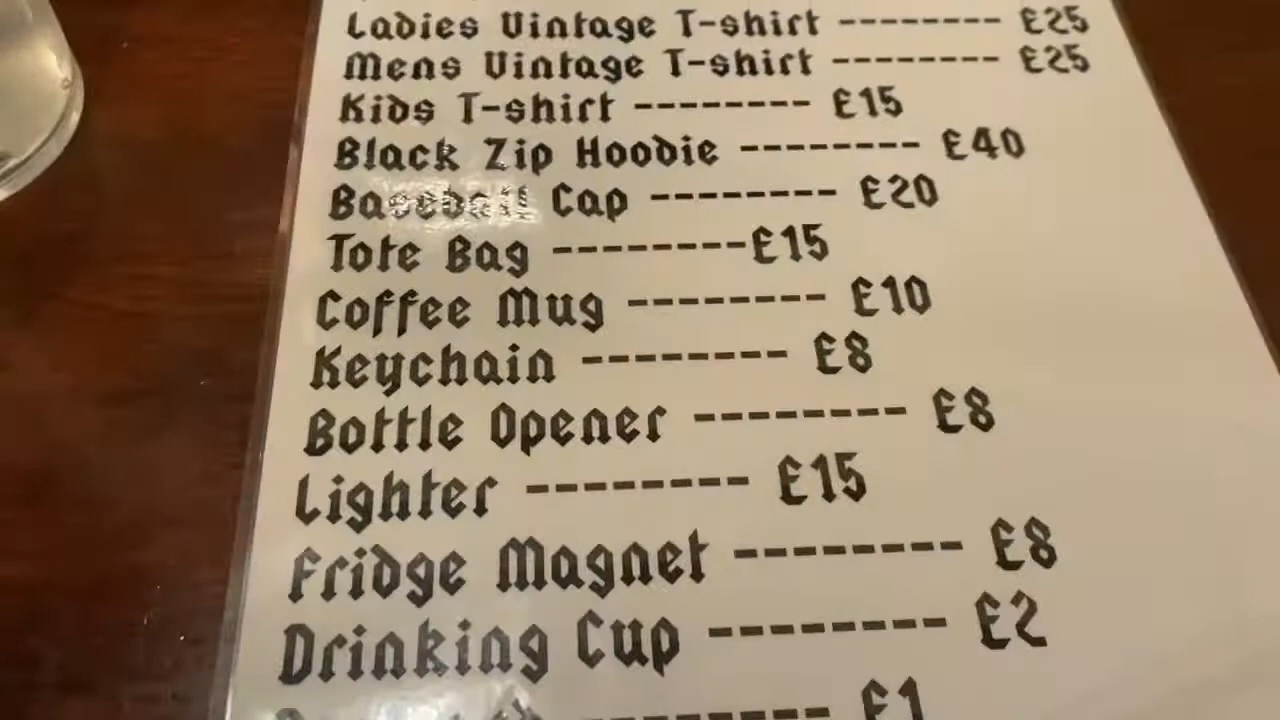 Ladies Vintage T-shirt -------- £25
Mens Vintage T-shirt -------- £25
Kids T-shirt -------- £15
Black Zip Hoodie -------- £40
Baseball Cap -------- £20
Tote Bag --------£15
Coffee Mug -------- £10
Keychain -------- £8
Bottle Opener -------- £8
Lighter -------- £15
Fridge Magnet -------- £8
Drinking Cup -------- £2
-------- £1